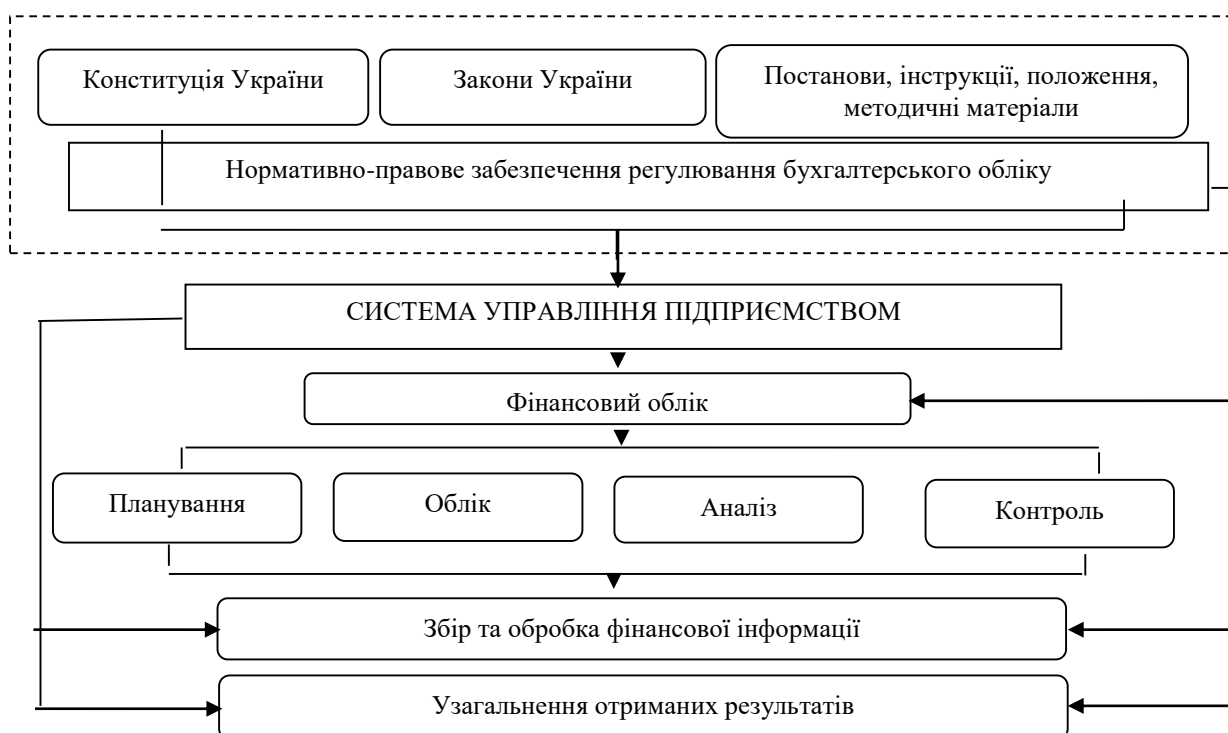 Конституція України
Закони України
Постанови, інструкції, положення,
методичні матеріали
Нормативно-правове забезпечення регулювання бухгалтерського обліку
СИСТЕМА УПРАВЛІННЯ ПІДПРИЄМСТВОМ
Фінансовий облік
Планування
Облік
Аналіз
Контроль
Збір та обробка фінансової інформації
Узагальнення отриманих результатів